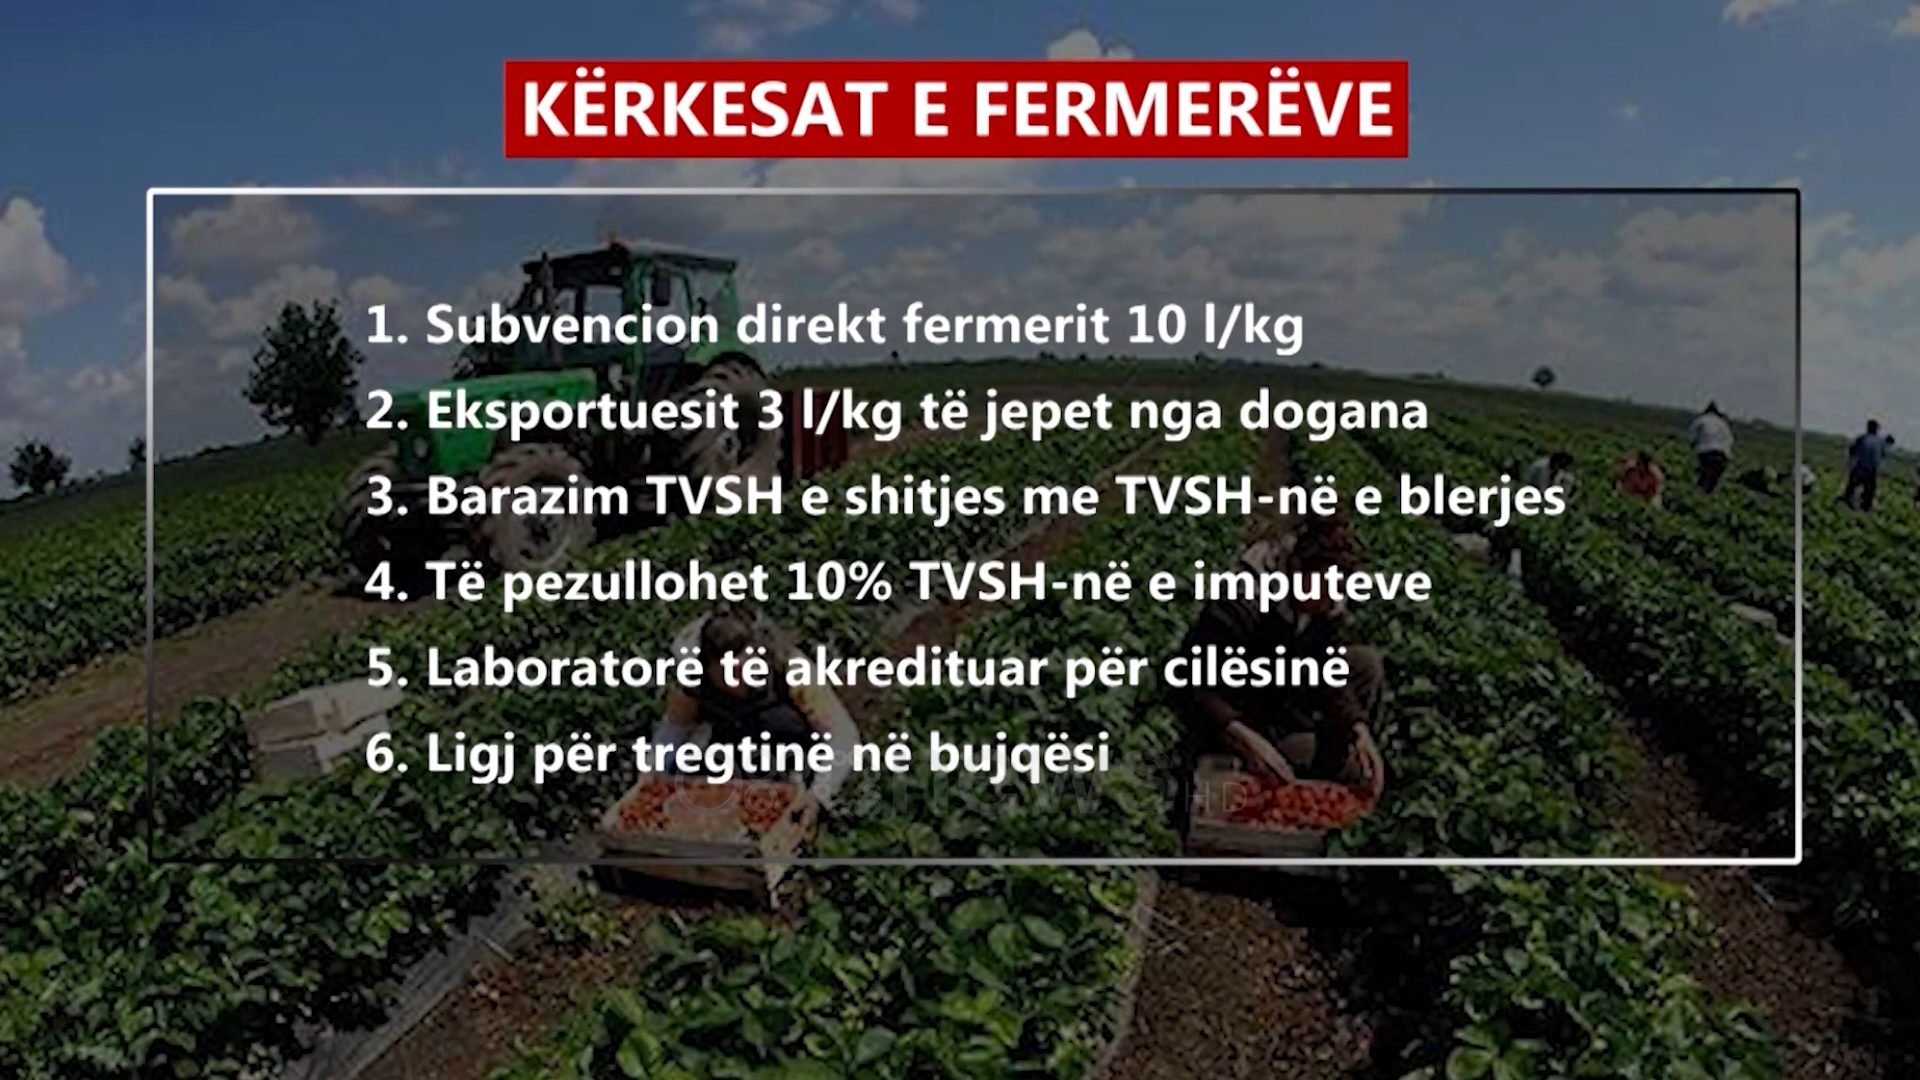 KËRKESAT E FERMERËVE
1. Subvencion direkt fermerit 10 l/kg
2. Eksportuesit 3 l/kg të jepet nga dogana
3. Barazim TVSH e shitjes me TVSH-në e blerjes
4. Të pezullohet 10% TVSH-në e imputeve
5. Laboratorë të akredituar për cilësinë
6. Ligj për tregtinë në bujqësi
HD